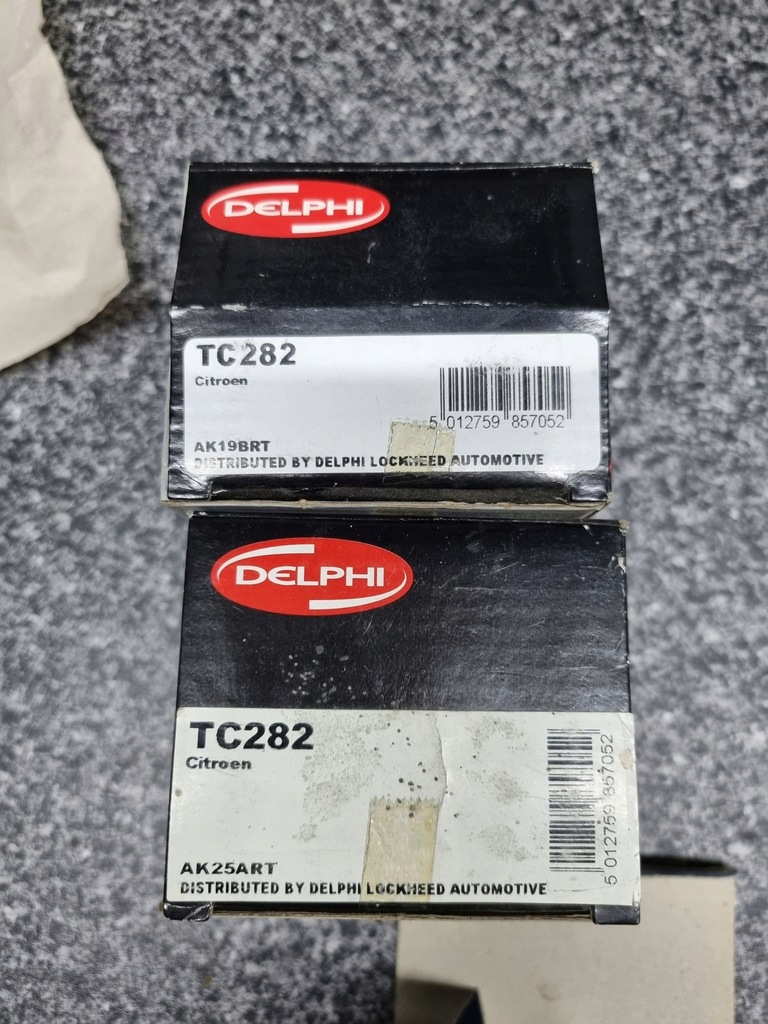 DELPHI
TC282
Citroen
5 012759 857052
AK19BRT
DISTRIBUTED BY DELPHI LOCKHEED AUTOMOTIVE
DELPHI
TC282
Citroen
5 012759 857052
AK25ART
DISTRIBUTED BY DELPHI LOCKHEED AUTOMOTIVE